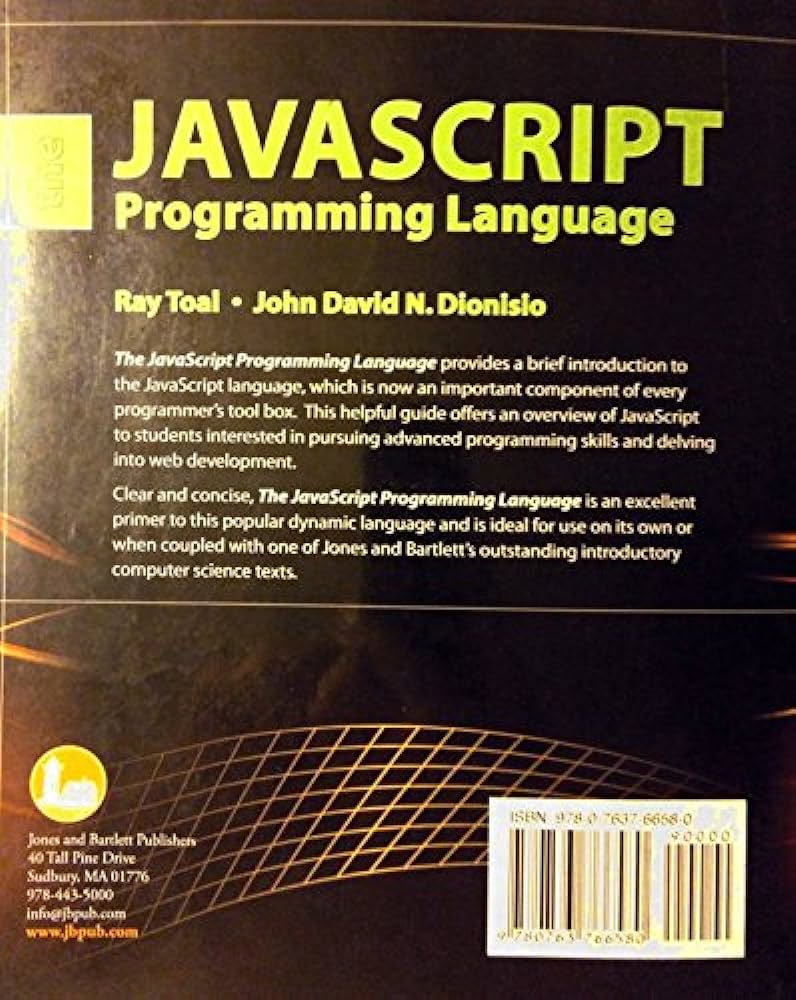 the
JAVASCRIPT
Programming Language
Ray Toal • John David N. Dionisio
The JavaScript Programming Language provides a brief introduction to
the JavaScript language, which is now an important component of every
programmer's tool box. This helpful guide offers an overview of JavaScript
to students interested in pursuing advanced programming skills and delving
into web development.
Clear and concise, The JavaScript Programming Language is an excellent
primer to this popular dynamic language and is ideal for use on its own or
when coupled with one of Jones and Bartlett's outstanding introductory
computer science texts.
Jones and Bartlett Publishers
40 Tall Pine Drive
Sudbury, MA 01776
978-443-5000
info@jbpub.com
www.jbpub.com
ISBN 978-0-7637-6658-0
90000
9 780763 766580